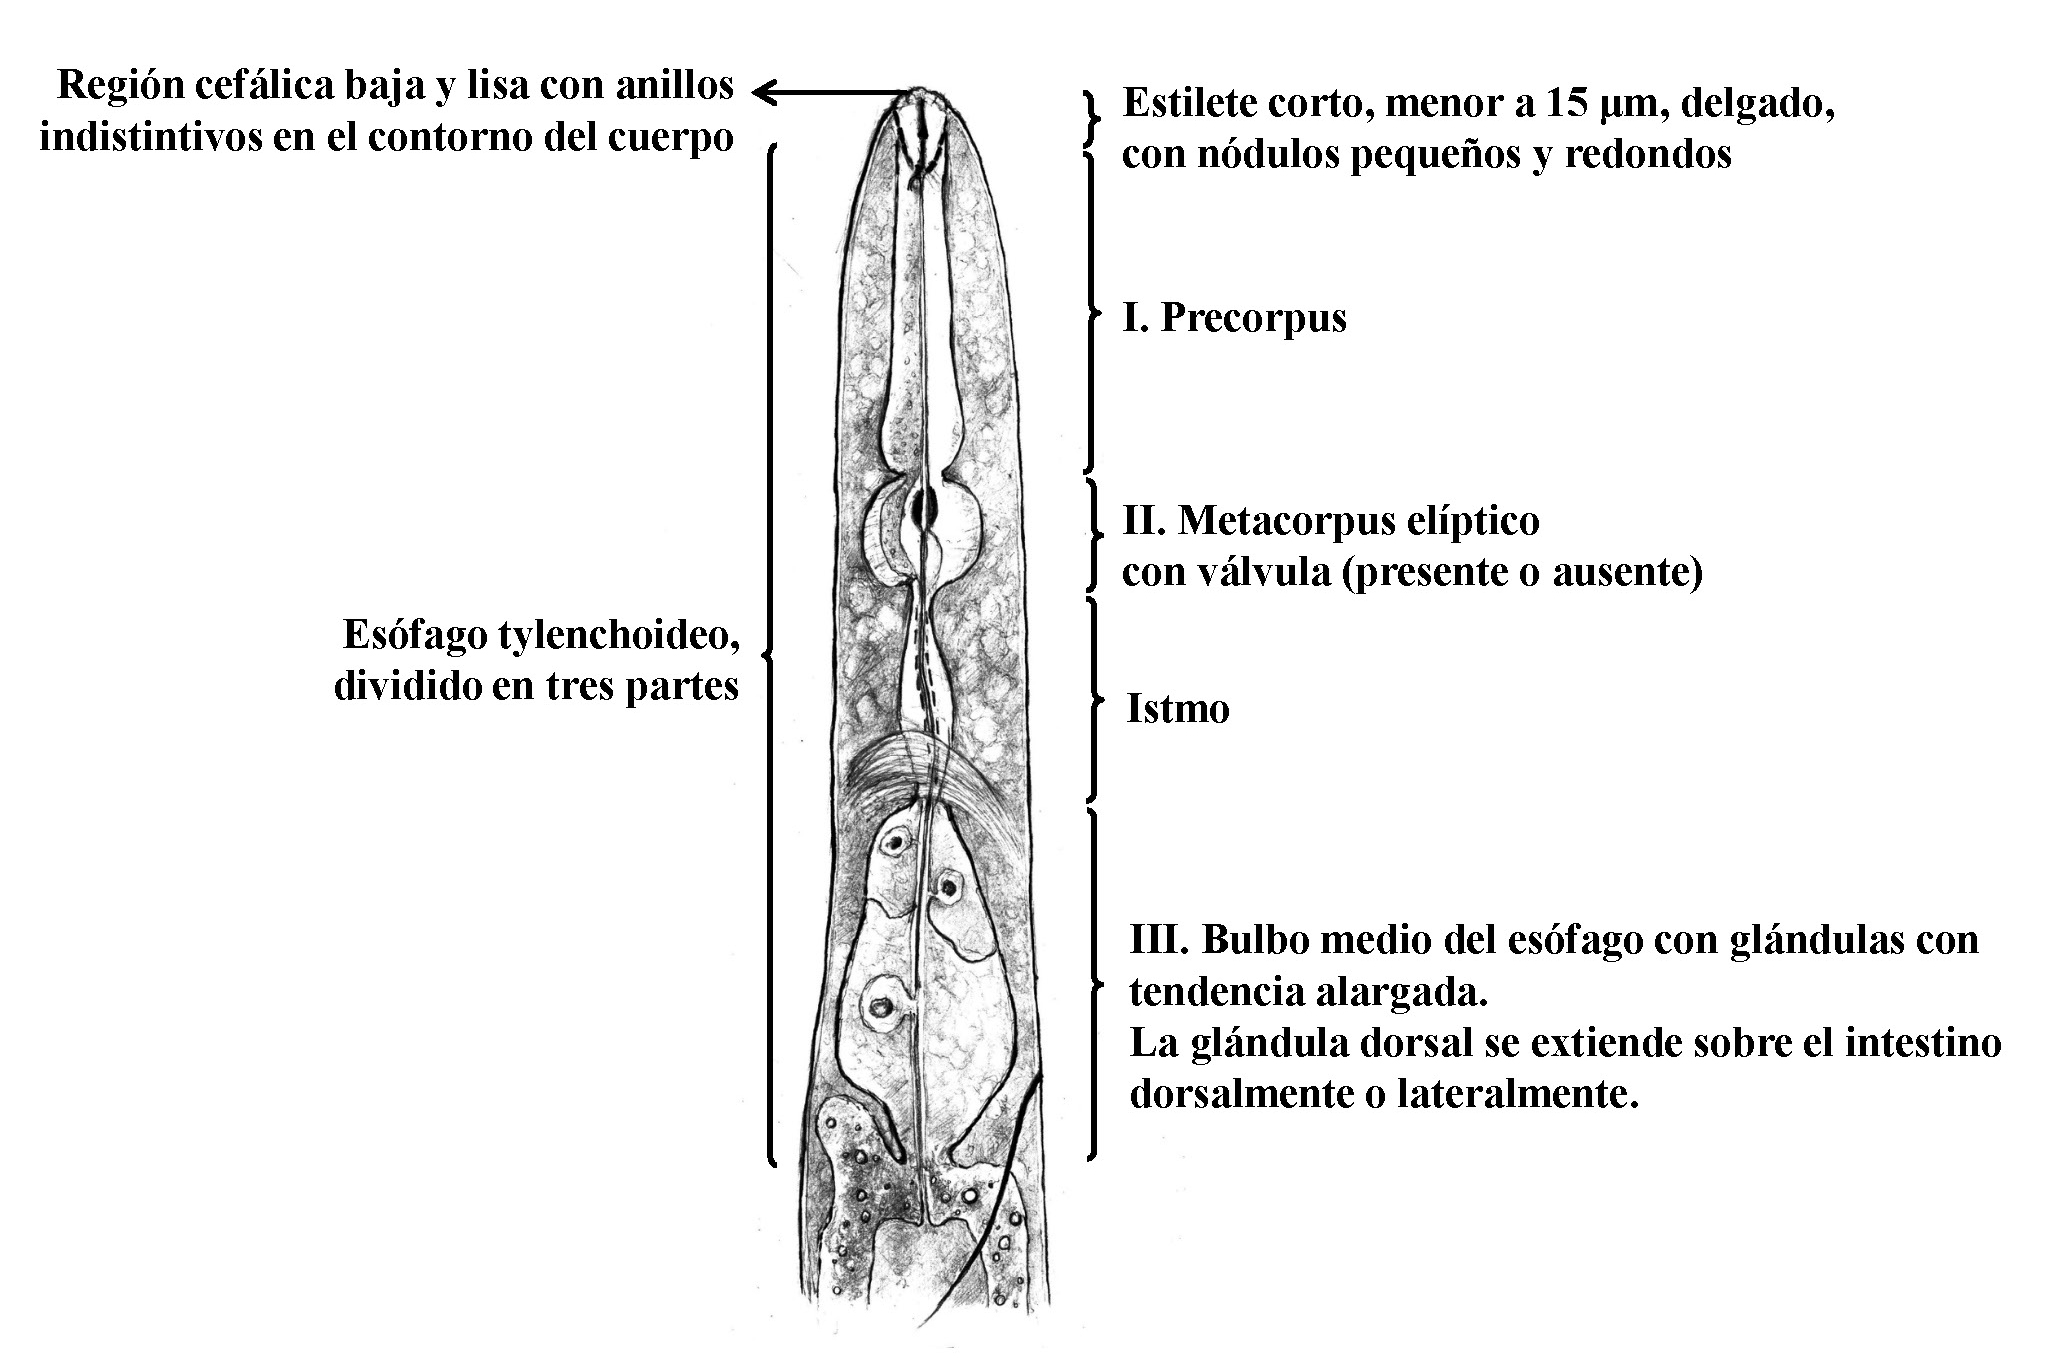 Región cefálica baja y lisa con anillos
indistintivos en el contorno del cuerpo
Estilete corto, menor a 15 µm, delgado,
con nódulos pequeños y redondos
I. Precorpus
II. Metacorpus elíptico
con válvula (presente o ausente)
Esófago tylenchoideo,
dividido en tres partes
Istmo
III. Bulbo medio del esófago con glándulas con
tendencia alargada.
La glándula dorsal se extiende sobre el intestino
dorsalmente o lateralmente.